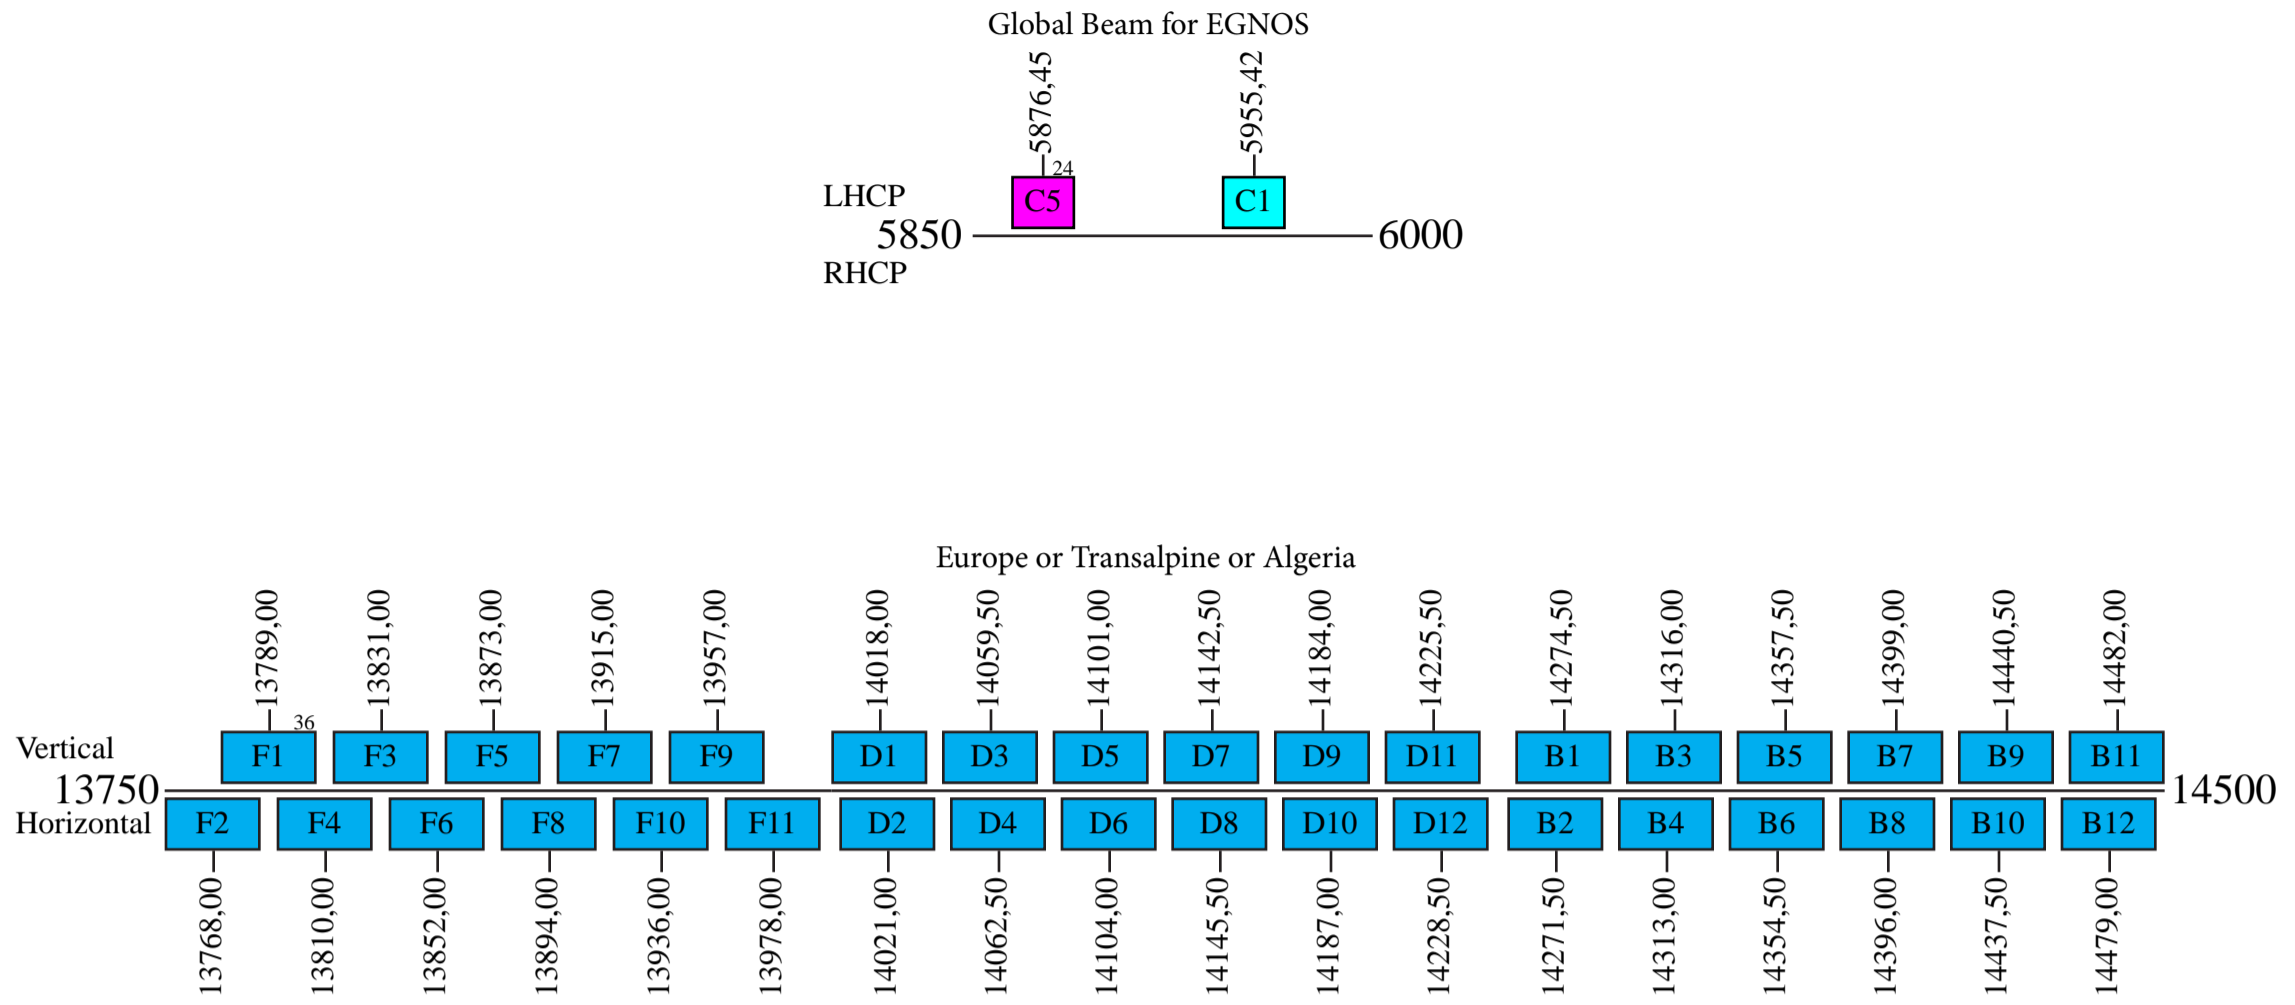 Global Beam for EGNOS
5876,45 5955,42
24
LHCP C5 C1
5850 6000
RHCP
Europe or Transalpine or Algeria
13789,00 13831,00 13873,00 13915,00 13957,00 14018,00 14059,50 14101,00 14142,50 14184,00 14225,50 14274,50 14316,00 14357,50 14399,00 14440,50 14482,00
36
Vertical F1 F3 F5 F7 F9 D1 D3 D5 D7 D9 D11 B1 B3 B5 B7 B9 B11
13750 14500
Horizontal F2 F4 F6 F8 F10 F11 D2 D4 D6 D8 D10 D12 B2 B4 B6 B8 B10 B12
13768,00 13810,00 13852,00 13894,00 13936,00 13978,00 14021,00 14062,50 14104,00 14145,50 14187,00 14228,50 14271,50 14313,00 14354,50 14396,00 14437,50 14479,00